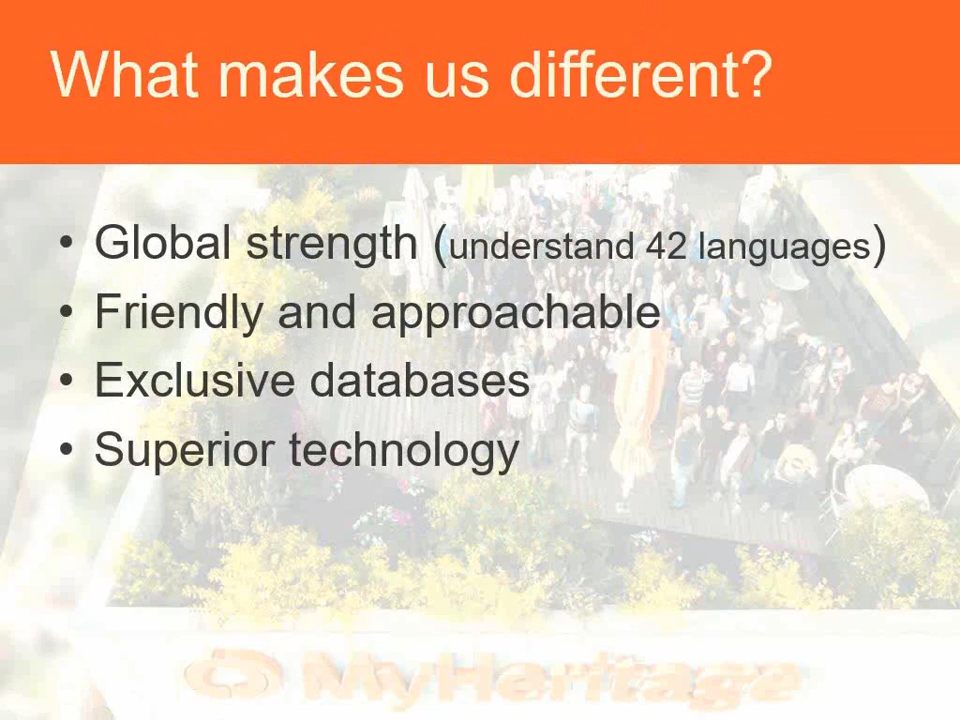 What makes us different?
• Global strength (understand 42 languages)
• Friendly and approachable
• Exclusive databases
• Superior technology
MyHeritage